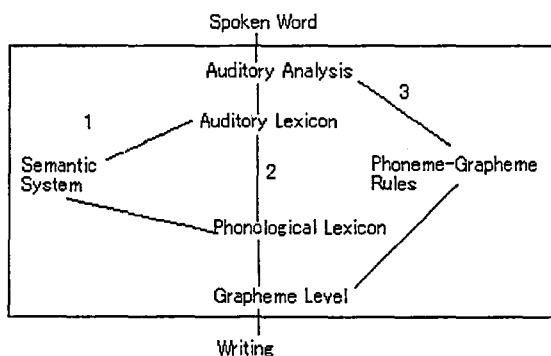 Spoken Word
Auditory Analysis
3
1
Auditory Lexicon
Semantic
System
Phoneme-Grapheme
Rules
2
Phonological Lexicon
Grapheme Level
Writing